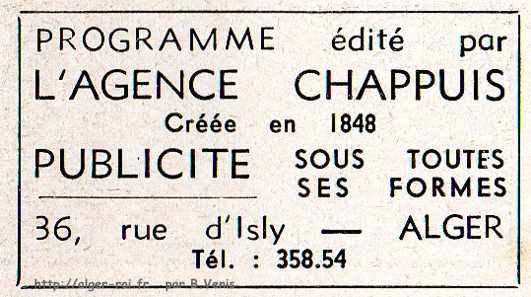 PROGRAMME édité par
L'AGENCE CHAPPUIS
Créée en 1848
PUBLICITE SOUS TOUTES
SES FORMES
36, rue d'Isly — ALGER
Tél. : 358.54
http://alger-roi.fr par B.Venis